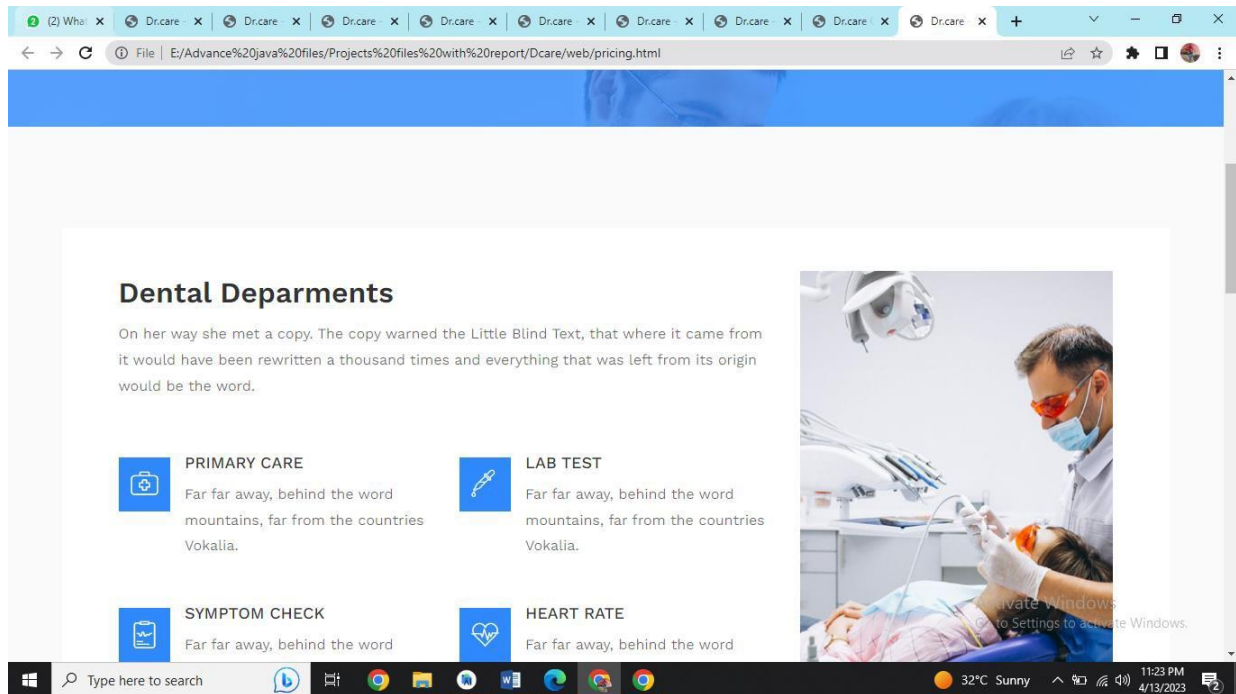 (2) What
Dr.care -
Dr.care -
Dr.care -
Dr.care -
Dr.care -
Dr.care -
Dr.care -
Dr.care (
Dr.care -
File | E:/Advance%20java%20files/Projects%20files%20with%20report/Dcare/web/pricing.html
Dental Deparments
On her way she met a copy. The copy warned the Little Blind Text, that where it came from
it would have been rewritten a thousand times and everything that was left from its origin
would be the word.
PRIMARY CARE
Far far away, behind the word
mountains, far from the countries
Vokalia.
LAB TEST
Far far away, behind the word
mountains, far from the countries
Vokalia.
SYMPTOM CHECK
Far far away, behind the word
HEART RATE
Far far away, behind the word
Activate Windows
Go to Settings to activate Windows.
Type here to search
32°C Sunny
11:23 PM
4/13/2023